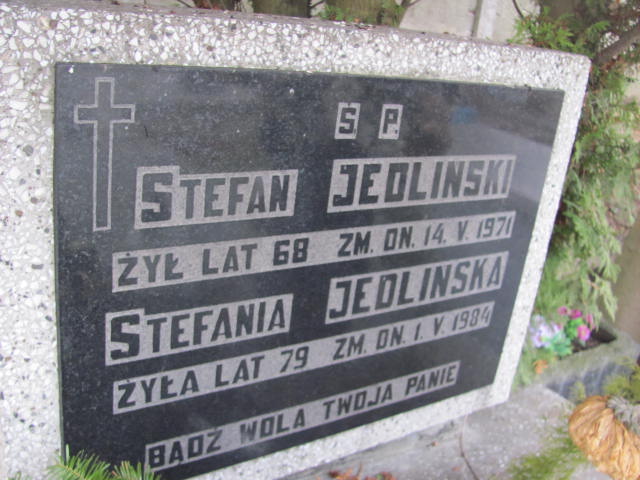 S P.
STEFAN JEDLINSKI
ŻYŁ LAT 68 ZM. DN. 14. V. 1971
STEFANIA JEDLINSKA
ŻYŁA LAT 79 ZM. DN. 1. V. 1984
BĄDŹ WOLA TWOJA PANIE